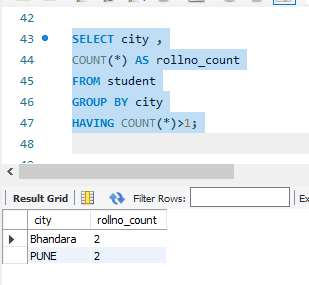 42
43 SELECT city ,
44 COUNT(*) AS rollno_count
45 FROM student
46 GROUP BY city
47 HAVING COUNT(*)>1;
48
Result Grid Filter Rows:
city rollno_count
Bhandara 2
PUNE 2